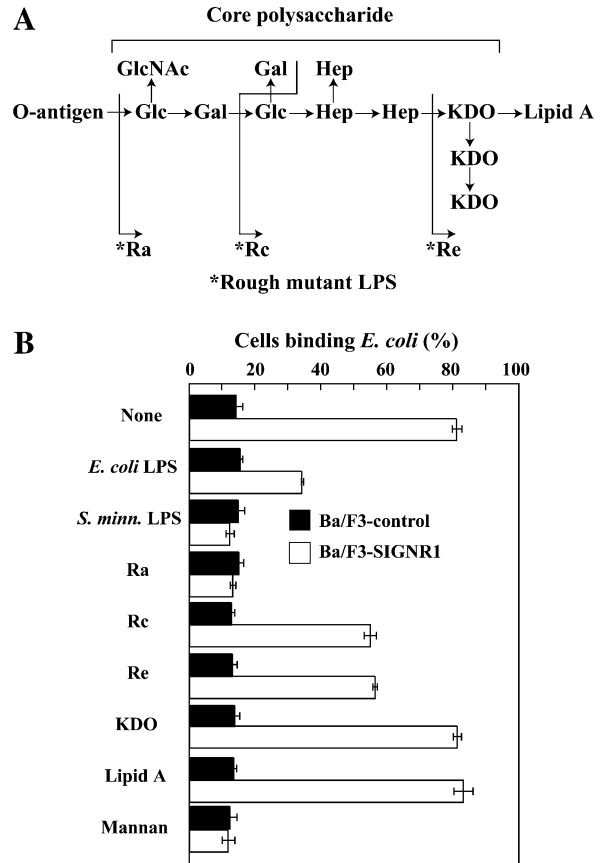 A
Core polysaccharide
GlcNAc Gal Hep
O-antigen Glc Gal Glc Hep Hep KDO Lipid A
KDO
KDO
*Ra *Rc *Re
*Rough mutant LPS
B
Cells binding E. coli (%)
0 20 40 60 80 100
None
E. coli LPS
S. minn. LPS
Ba/F3-control
Ba/F3-SIGNR1
Ra
Rc
Re
KDO
Lipid A
Mannan